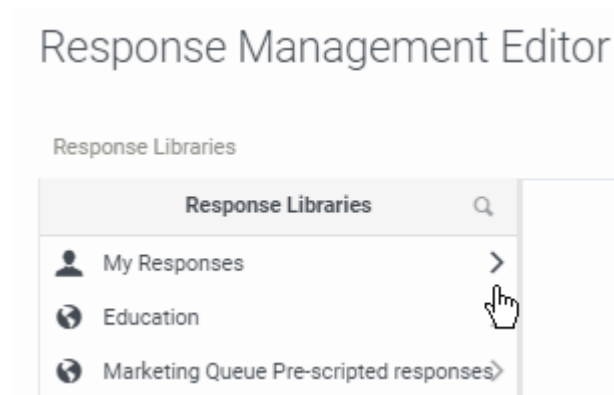 Response Management Editor
Response Libraries
Response Libraries
My Responses
Education
Marketing Queue Pre-scripted responses